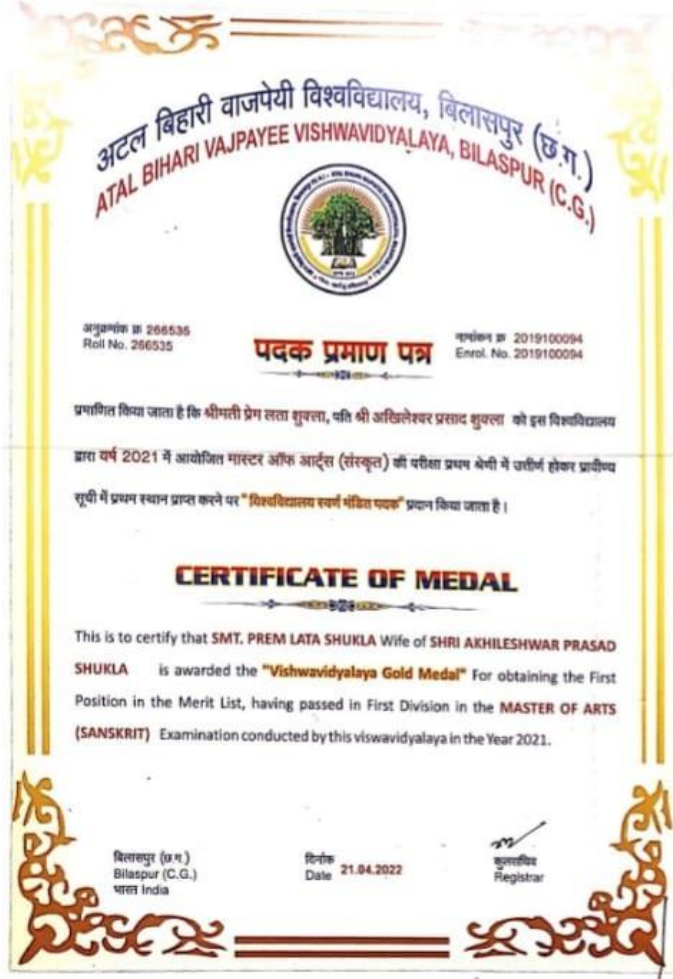 अटल बिहारी वाजपेयी विश्वविद्यालय, बिलासपुर (छ.ग.)
ATAL BIHARI VAJPAYEE VISHWAVIDYALAYA, BILASPUR (C.G.)
अनुक्रमांक क्र 266535
Roll No. 266535
नामांकन क्र 2019100094
Enrol. No. 2019100094
पदक प्रमाण पत्र
प्रमाणित किया जाता है कि श्रीमती प्रेम लता शुक्ला, पति श्री अखिलेश्वर प्रसाद शुक्ला को इस विश्वविद्यालय
द्वारा वर्ष 2021 में आयोजित मास्टर ऑफ आर्ट्स (संस्कृत) की परीक्षा प्रथम श्रेणी में उत्तीर्ण होकर प्रावीण्य
सूची में प्रथम स्थान प्राप्त करने पर "विश्वविद्यालय स्वर्ण मंडित पदक" प्रदान किया जाता है।
CERTIFICATE OF MEDAL
This is to certify that SMT. PREM LATA SHUKLA Wife of SHRI AKHILESHWAR PRASAD
SHUKLA is awarded the "Vishwavidyalaya Gold Medal" For obtaining the First
Position in the Merit List, having passed in First Division in the MASTER OF ARTS
(SANSKRIT) Examination conducted by this viswavidyalaya in the Year 2021.
बिलासपुर (छ.ग.)
Bilaspur (C.G.)
भारत India
दिनांक
Date 21.04.2022
कुलसचिव
Registrar